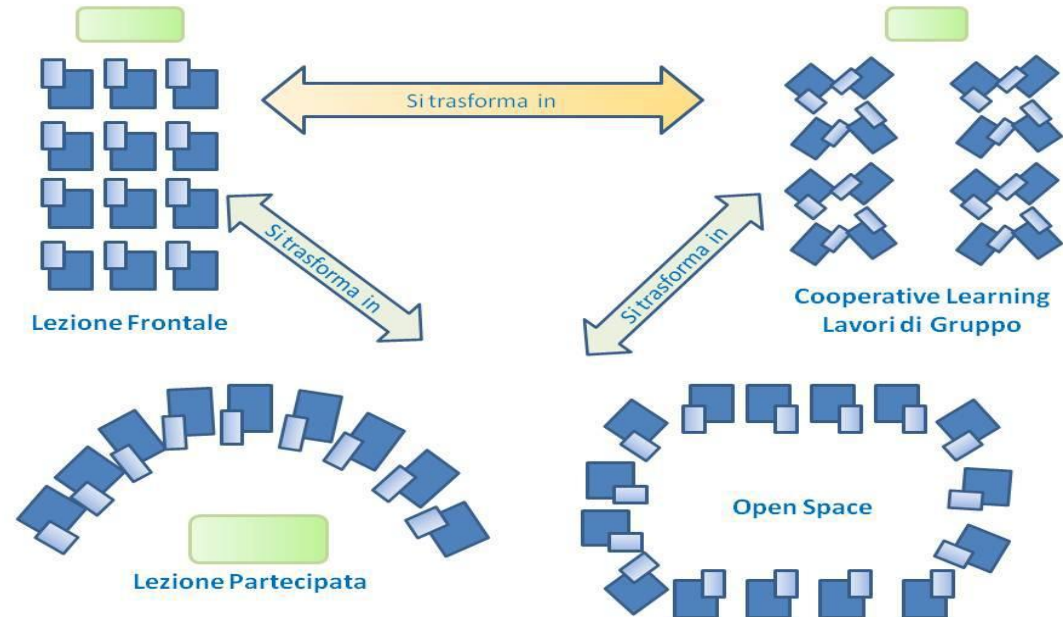 Si trasforma in
Si trasforma in
Si trasforma in
Lezione Frontale
Cooperative Learning
Lavori di Gruppo
Open Space
Lezione Partecipata